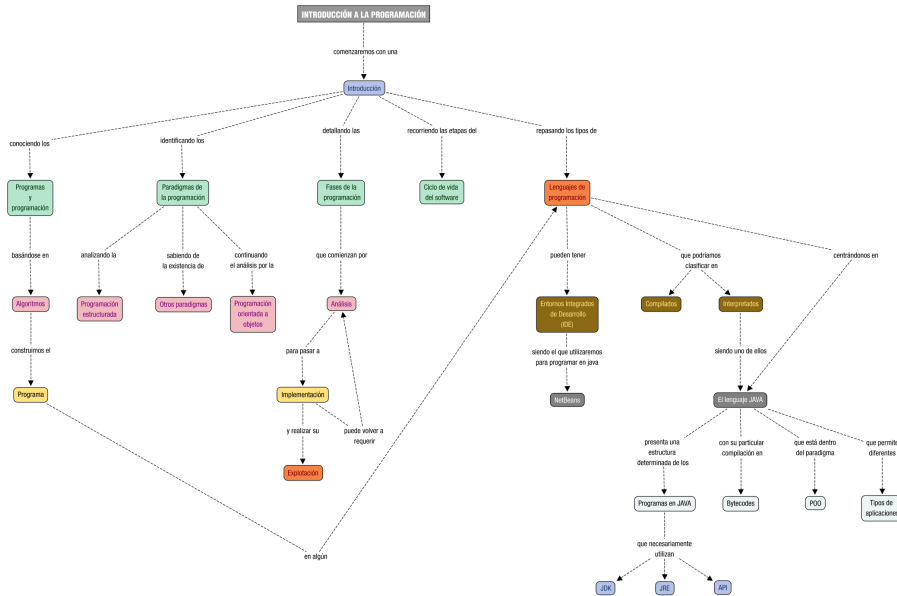 INTRODUCCIÓN A LA PROGRAMACIÓN
comenzaremos con una
Introducción
conociendo los
identificando los
detallando las
recorriendo las etapas del
repasando los tipos de
Programas
y
programación
Paradigmas de
la programación
Fases de la
programación
Ciclo de vida
del software
Lenguajes de
programación
basándose en
analizando la
sabiendo de
la existencia de
continuando
el análisis por la
que comienzan por
pueden tener
que podríamos
clasificar en
centrándonos en
Algoritmos
Programación
estructurada
Otros paradigmas
Programación
orientada a
objetos
Análisis
Entornos Integrados
de Desarrollo
(IDE)
Compilados
Interpretados
construimos el
para pasar a
siendo el que utilizaremos
para programar en java
siendo uno de ellos
Programa
Implementación
NetBeans
El lenguaje JAVA
y realizar su
puede volver a
requerir
presenta una
estructura
determinada de los
con su particular
compilación en
que está dentro
del paradigma
que permite
diferentes
Explotación
Programas en JAVA
Bytecodes
POO
Tipos de
aplicaciones
en algún
que necesariamente
utilizan
JDK
JRE
API